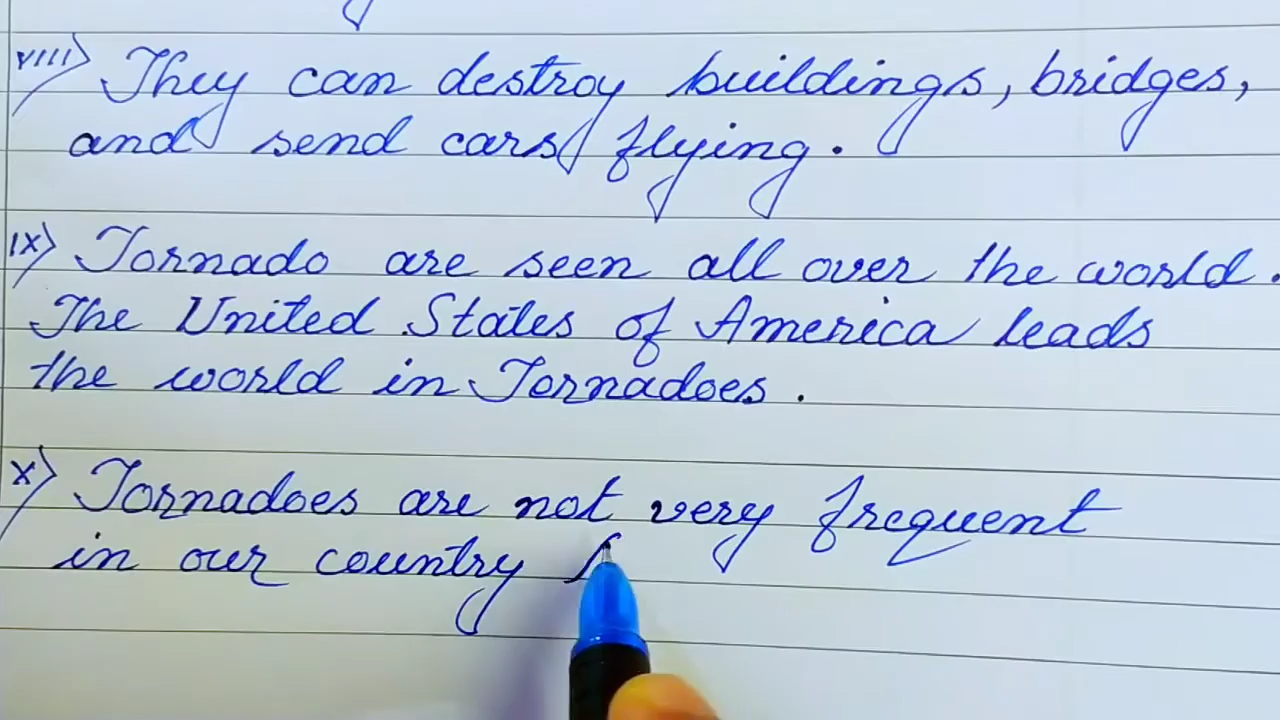 viii) They can destroy buildings, bridges,
and send cars flying.
ix) Tornado are seen all over the world.
The United States of America leads
the world in Tornadoes.
x) Tornadoes are not very frequent
in our country